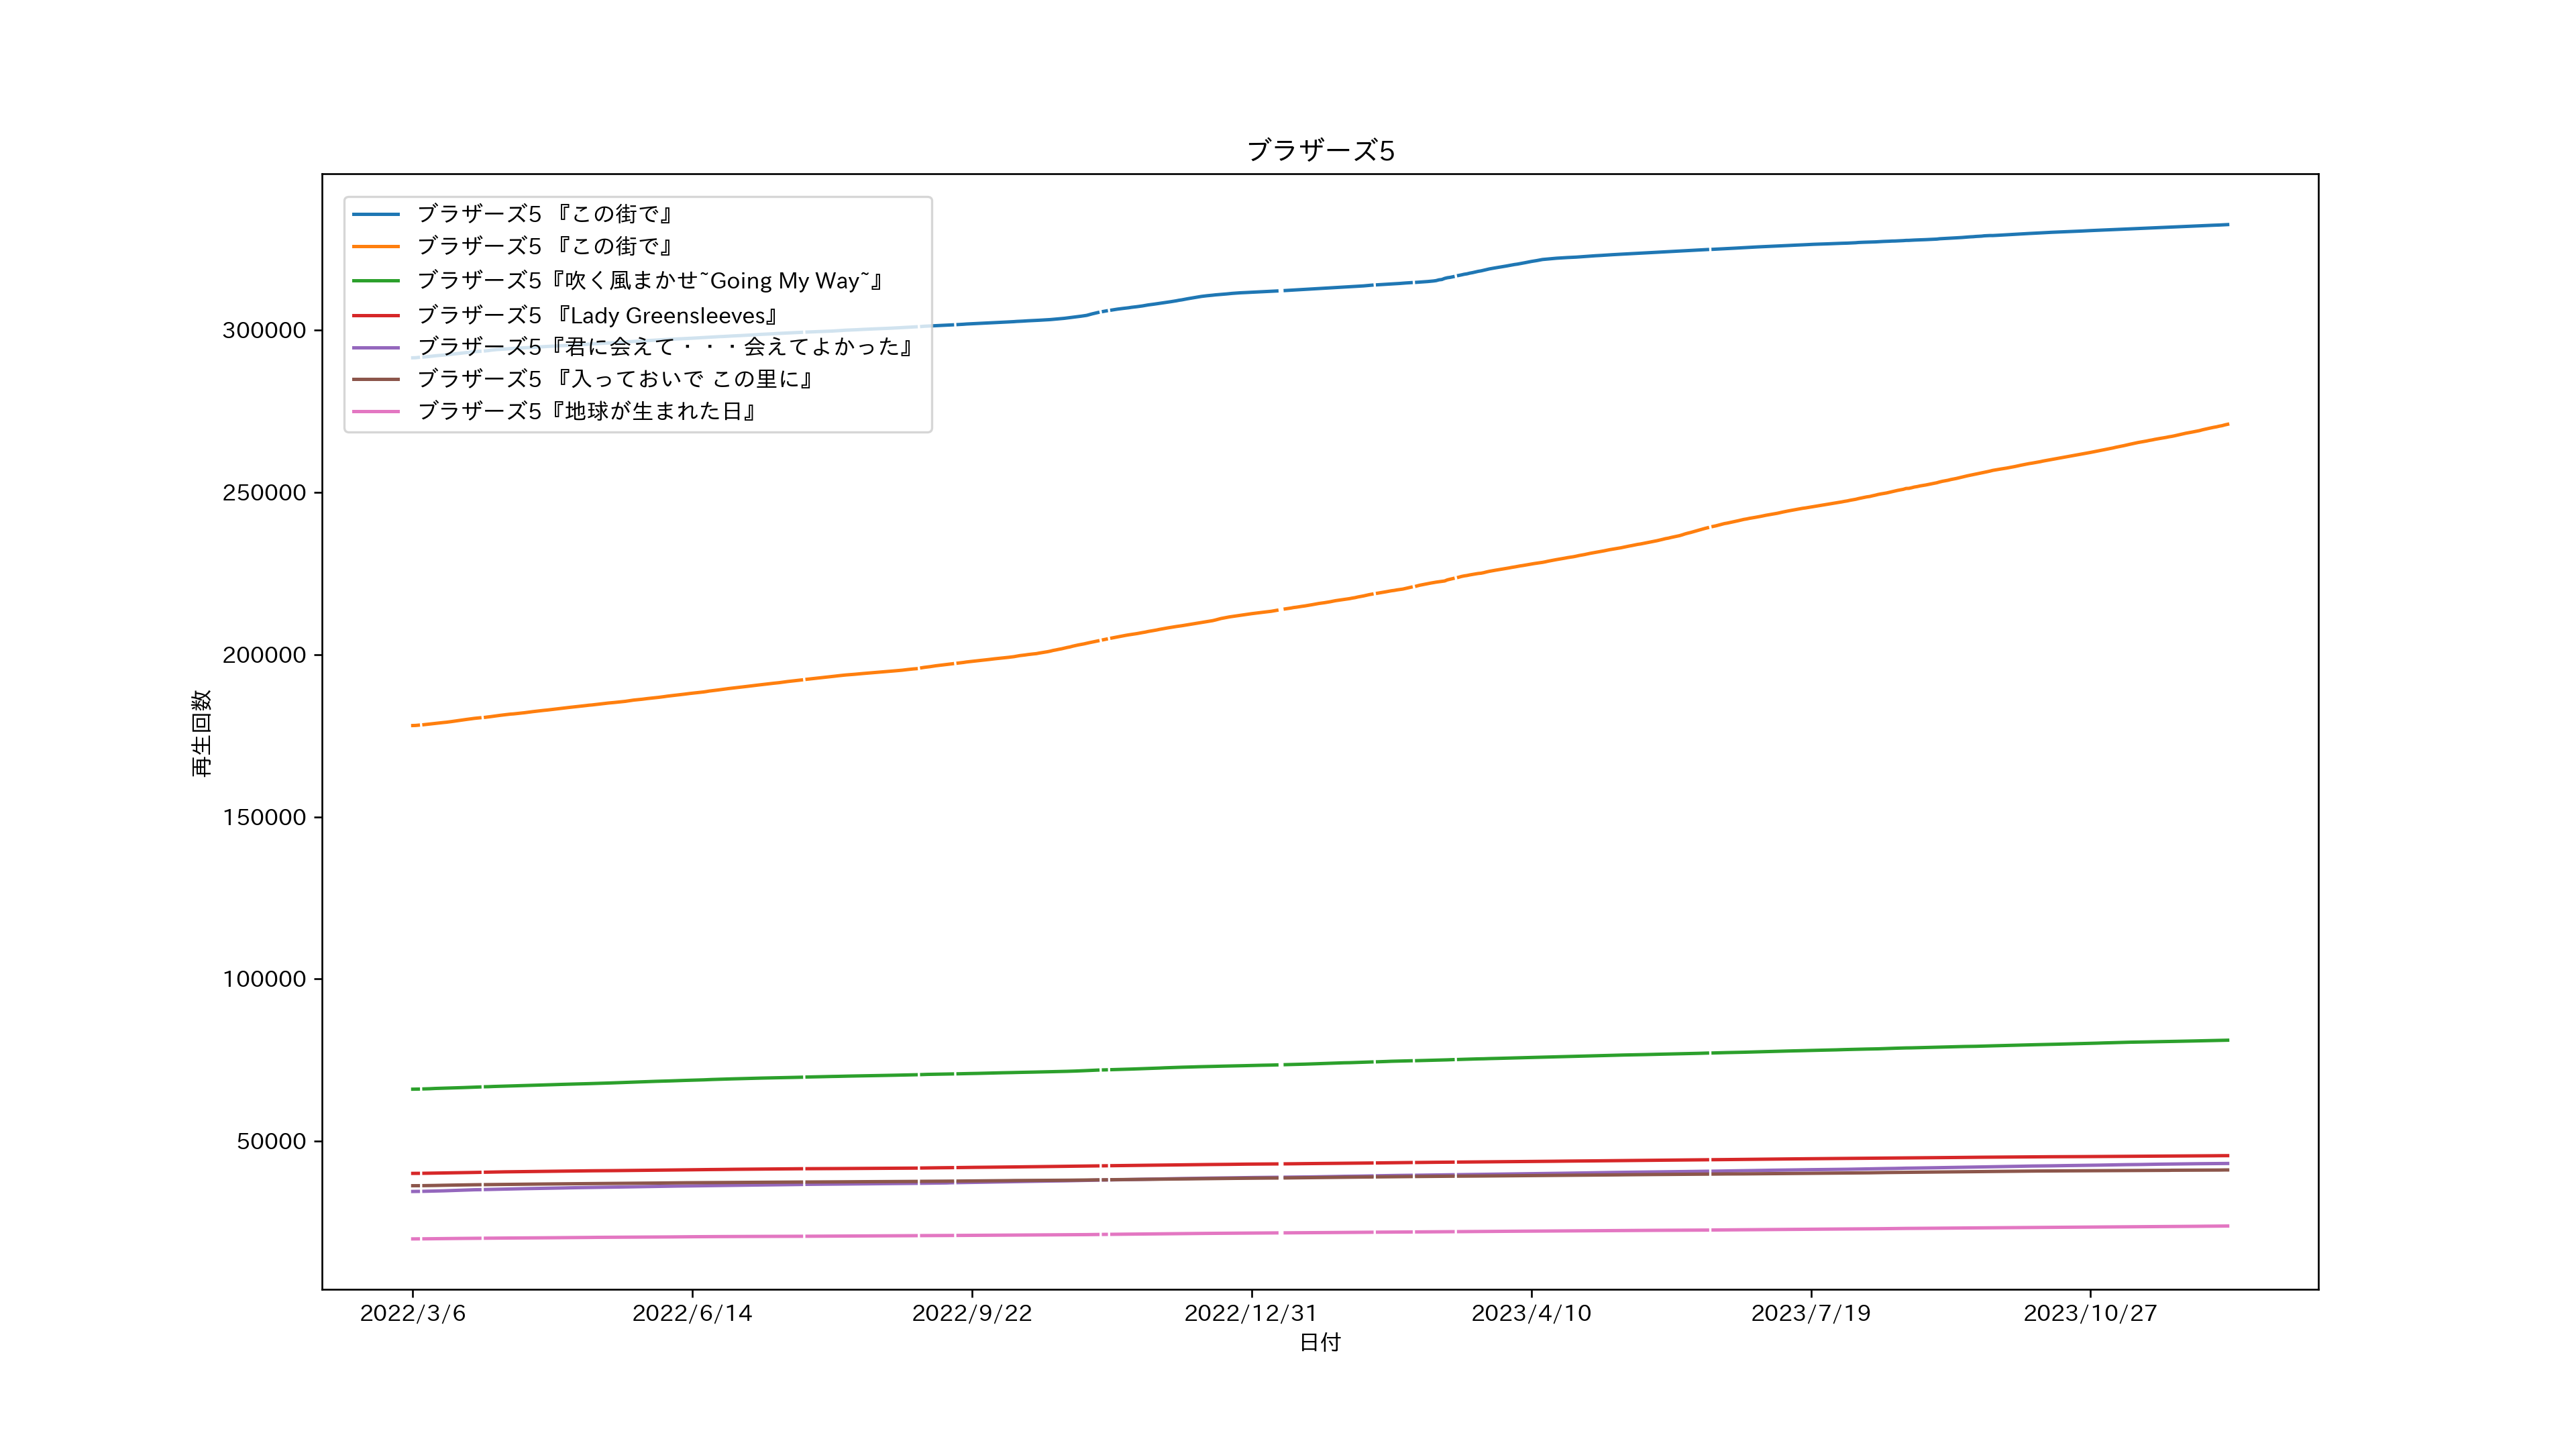 ブラザーズ5
ブラザーズ5 『この街で』
ブラザーズ5 『この街で』
ブラザーズ5『吹く風まかせ~Going My Way~』
ブラザーズ5 『Lady Greensleeves』
ブラザーズ5『君に会えて・・・会えてよかった』
ブラザーズ5 『入っておいで この里に』
ブラザーズ5『地球が生まれた日』
300000
250000
200000
150000
100000
50000
再生回数
2022/3/6 2022/6/14 2022/9/22 2022/12/31 2023/4/10 2023/7/19 2023/10/27
日付